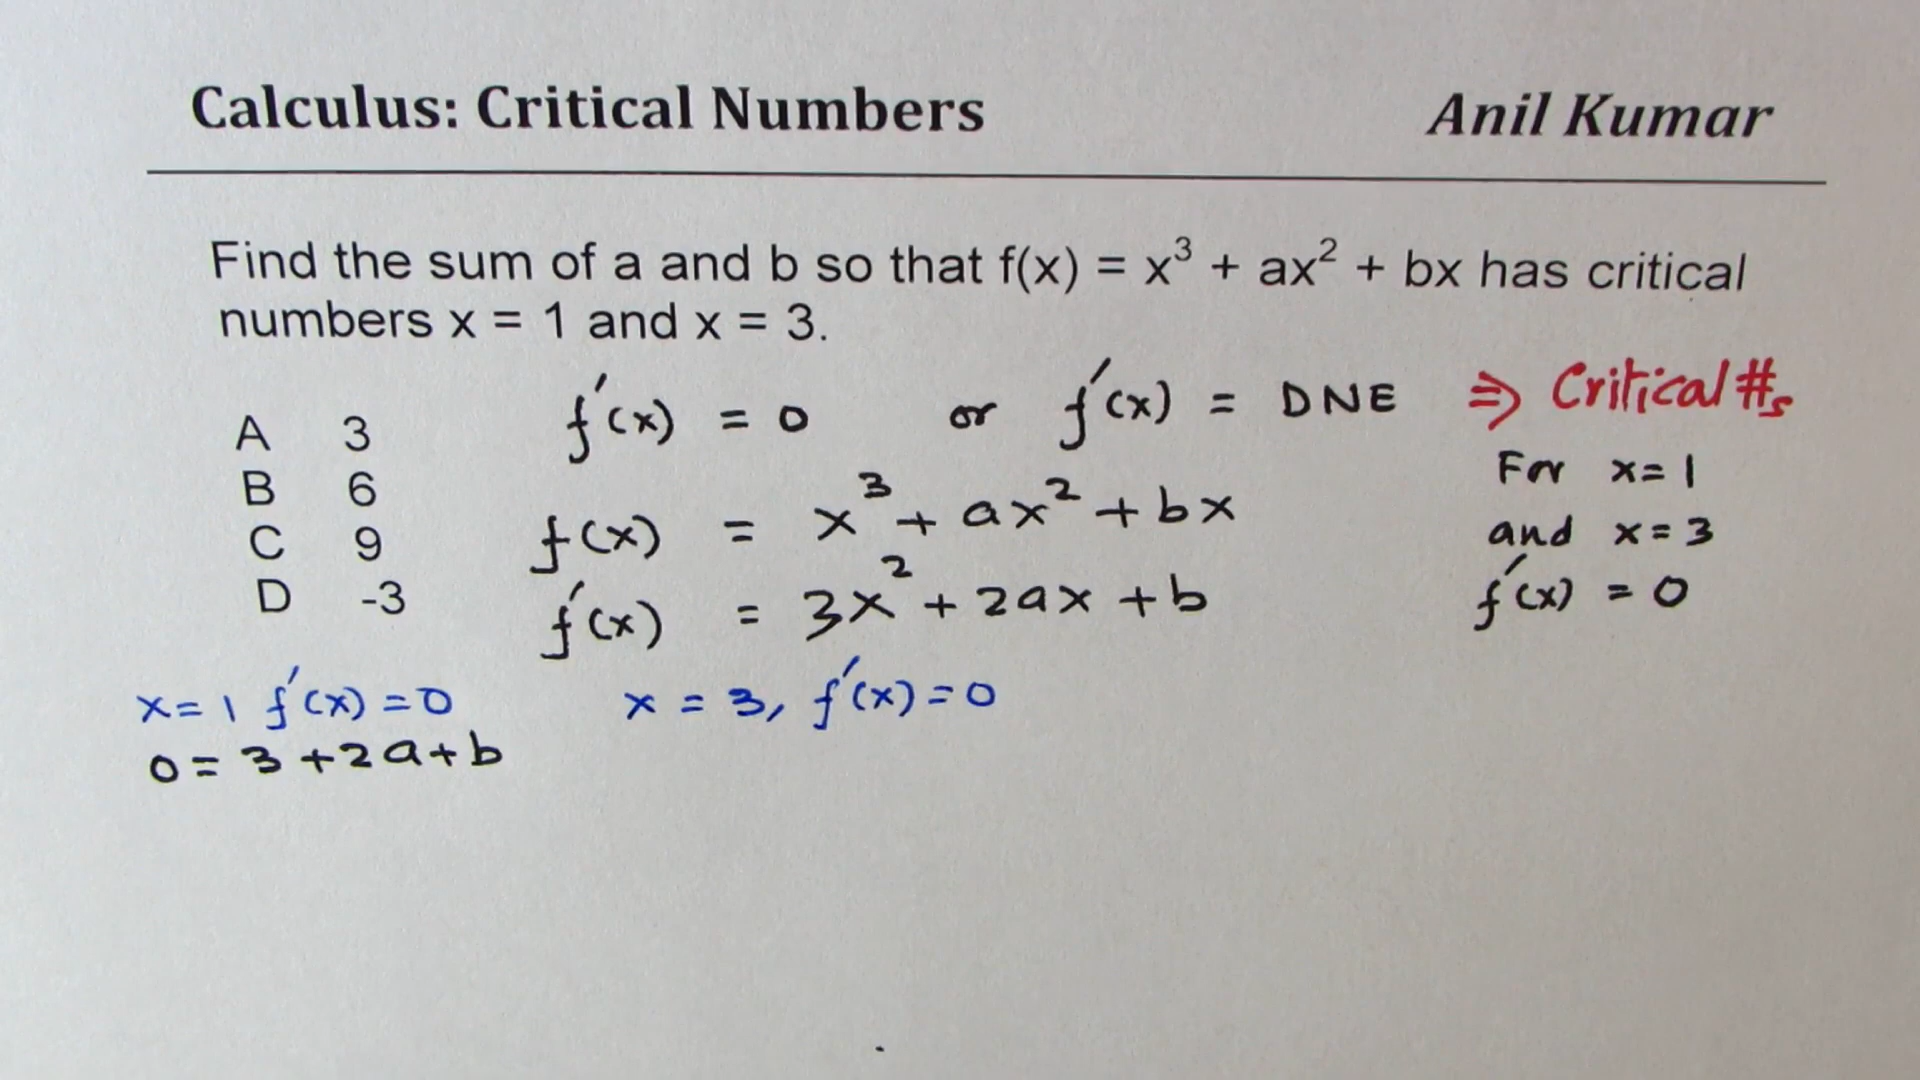 Calculus: Critical Numbers Anil Kumar
Find the sum of a and b so that f(x) = x³ + ax² + bx has critical
numbers x = 1 and x = 3.
A 3
B 6
C 9
D -3
f'(x) = 0 or f'(x) = DNE ⇒ Critical #s
f(x) = x³ + ax² + bx
f'(x) = 3x² + 2ax + b
For x = 1
and x = 3
f'(x) = 0
x = 1 f'(x) = 0
0 = 3 + 2a + b
x = 3, f'(x) = 0